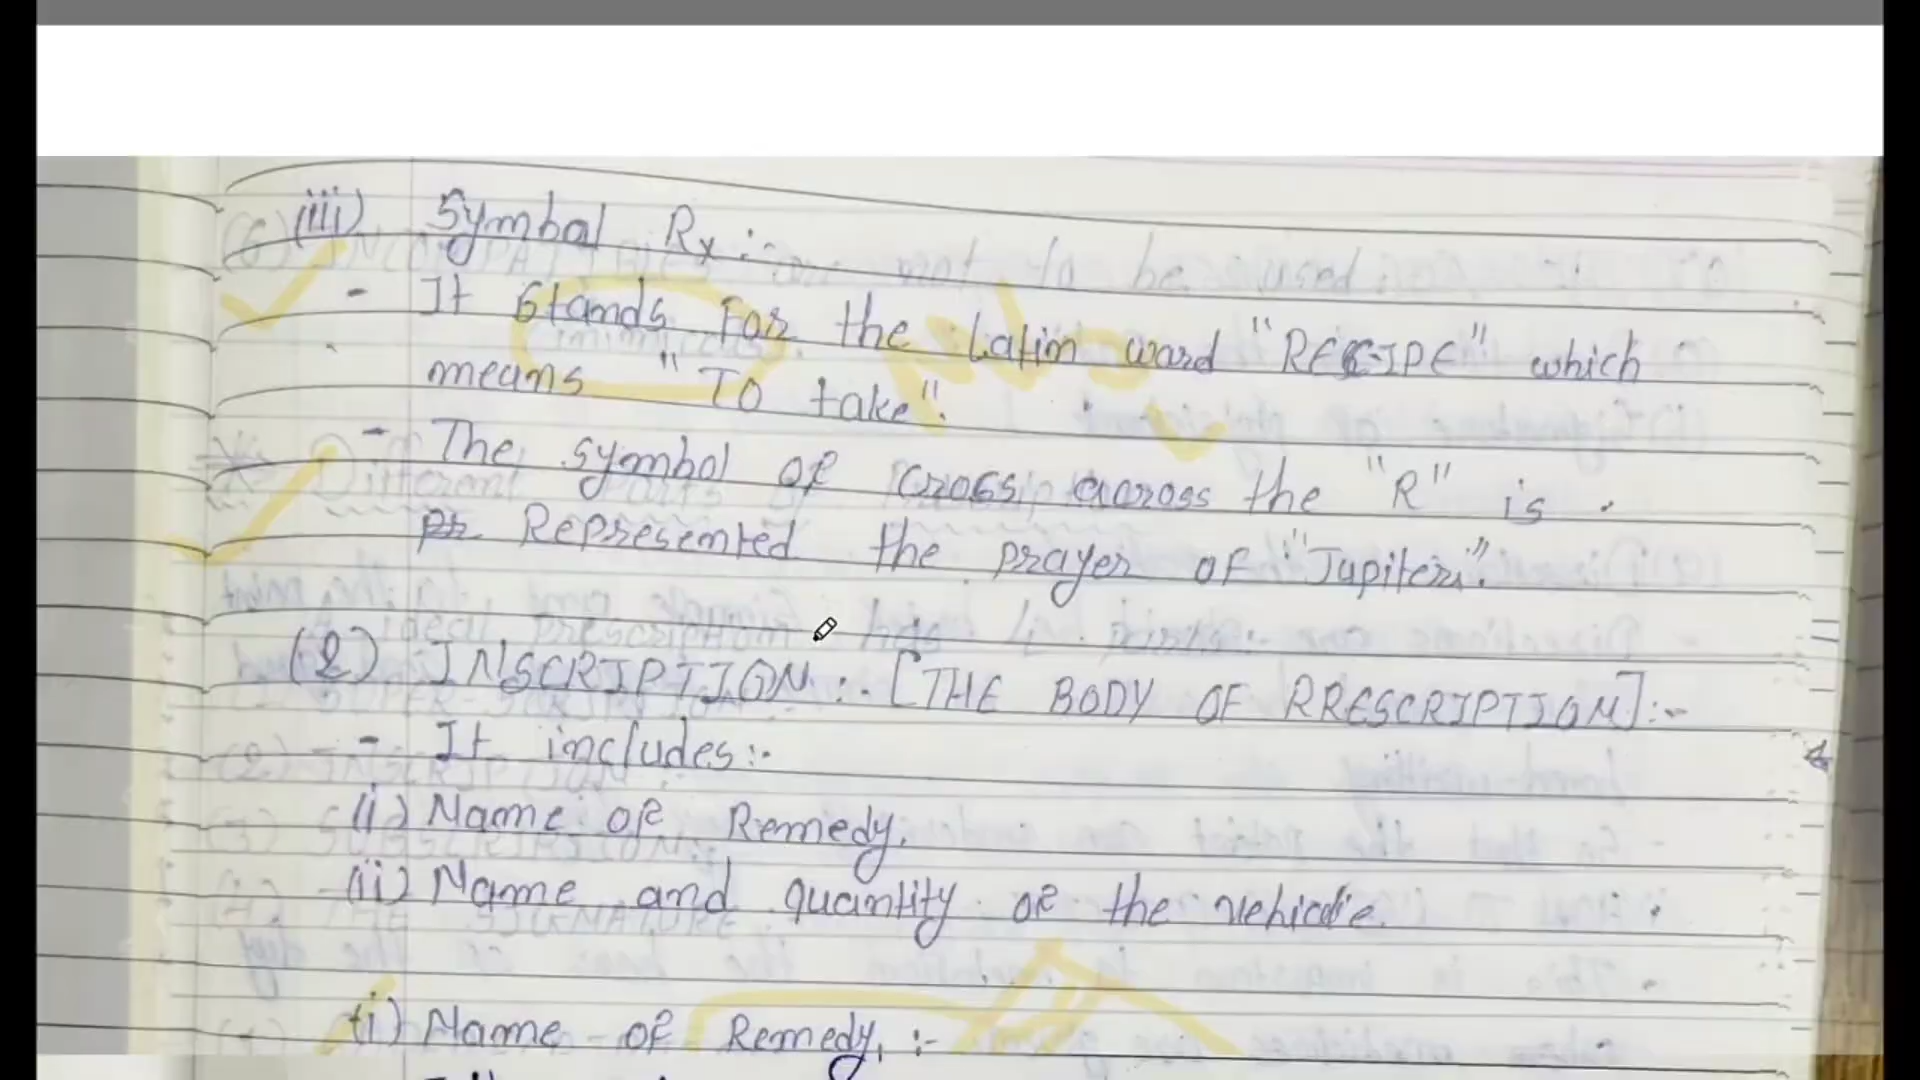 (iii) Symbol Rx :-
- It Stands For the Latin word "RECIPE" which
means "To take".
- The symbol of cross across the "R" is
pr Represented the prayer of "Jupiter".
(2) INSCRIPTION :- [THE BODY OF PRESCRIPTION] :-
- It includes :-
(i) Name of Remedy.
(ii) Name and quantity of the vehicle.
(i) Name of Remedy, :-